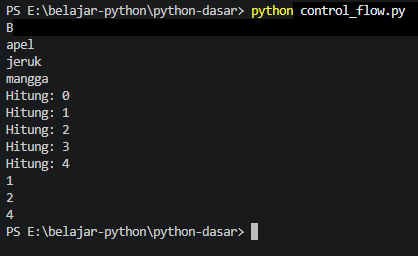 PS E:\belajar-python\python-dasar> python control_flow.py
B
apel
jeruk
mangga
Hitung: 0
Hitung: 1
Hitung: 2
Hitung: 3
Hitung: 4
1
2
4
PS E:\belajar-python\python-dasar>